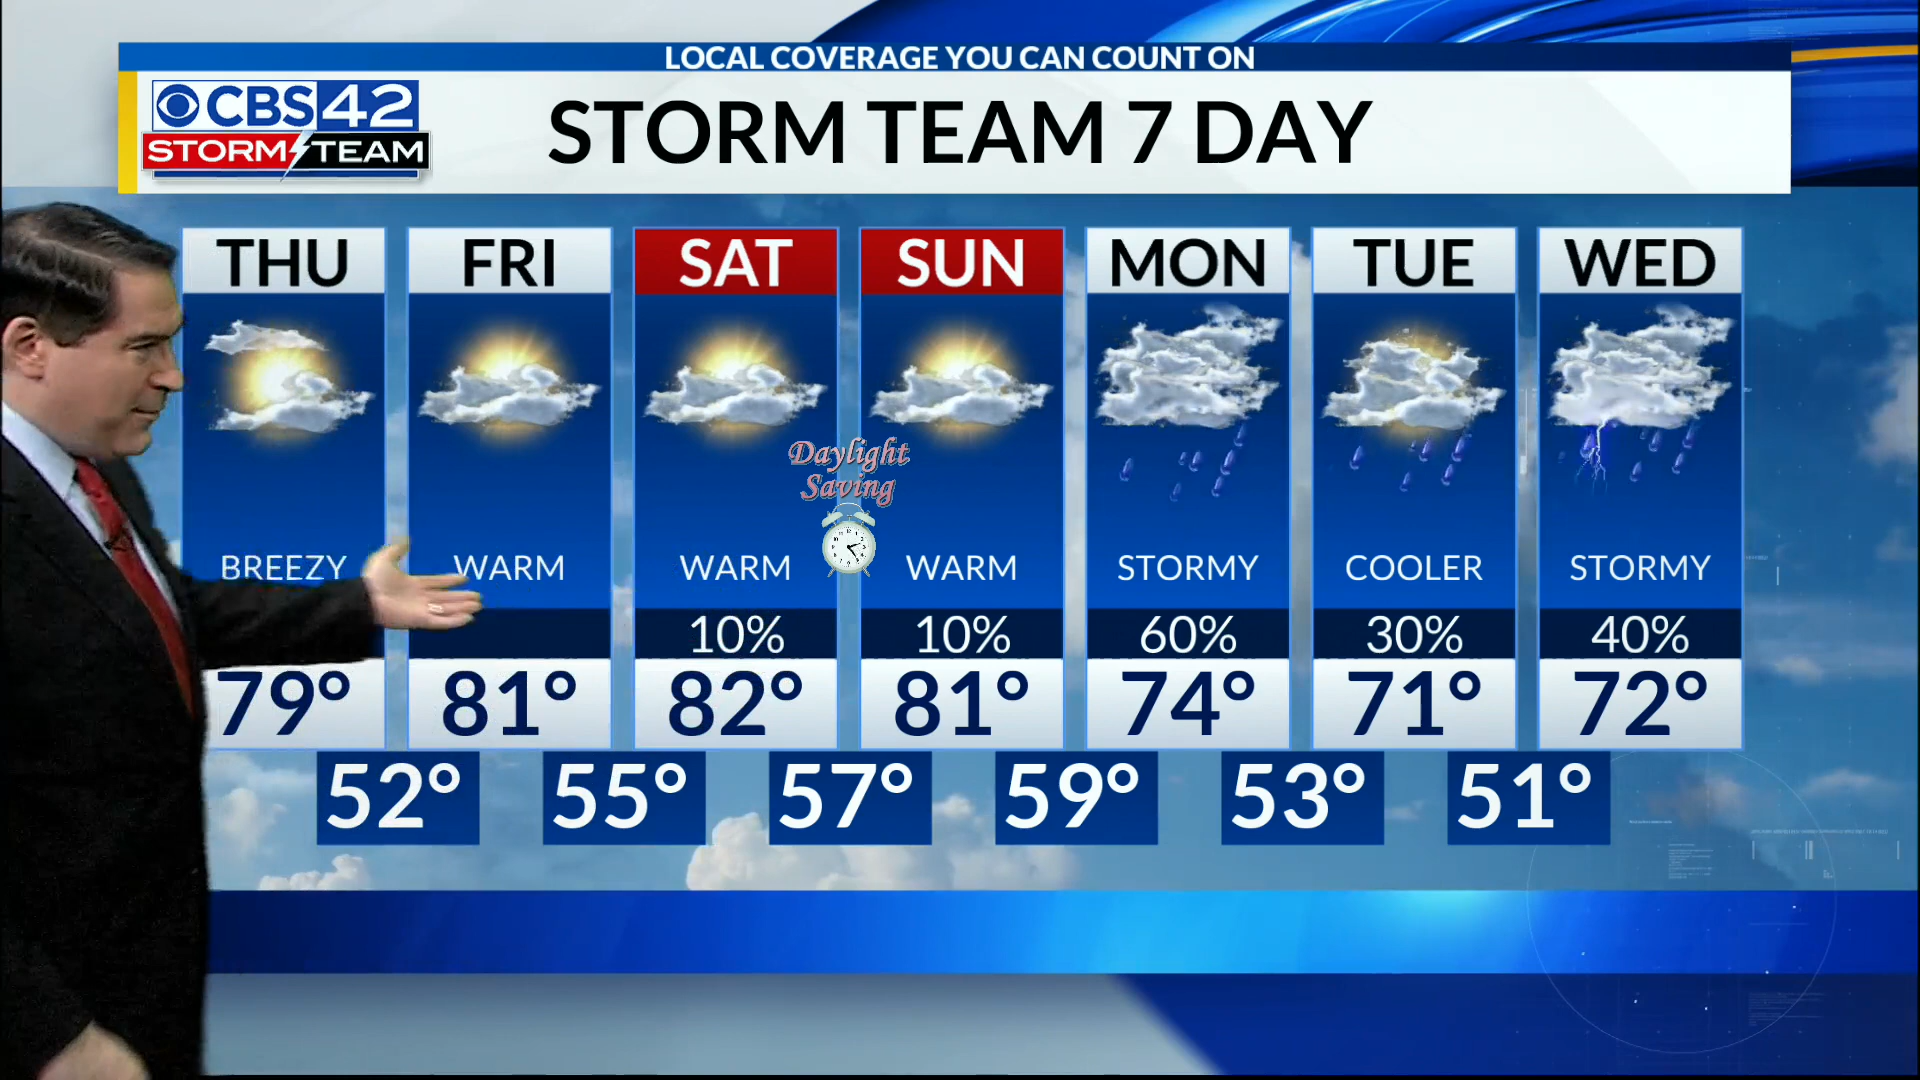 LOCAL COVERAGE YOU CAN COUNT ON
CBS 42
STORM TEAM
STORM TEAM 7 DAY
THU FRI SAT SUN MON TUE WED
Daylight
Saving
BREEZY WARM WARM WARM STORMY COOLER STORMY
10% 10% 60% 30% 40%
79° 81° 82° 81° 74° 71° 72°
52° 55° 57° 59° 53° 51°